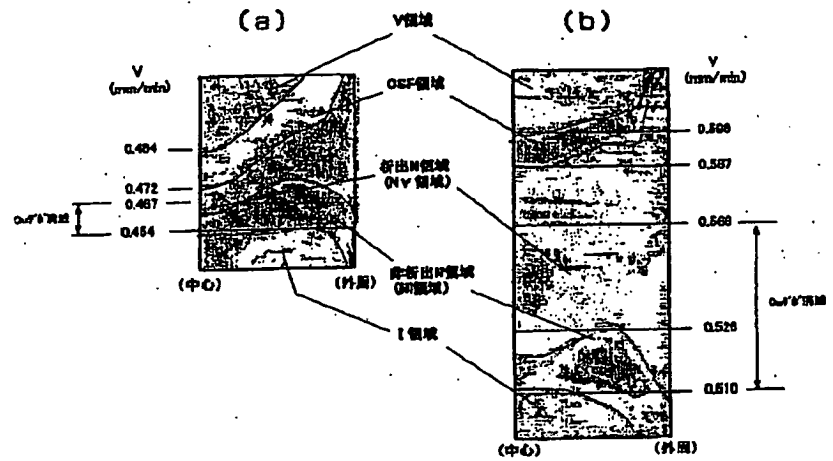 (a)
(b)
V領域
V
(mm/min)
V
(mm/min)
OSF領域
析出N領域
(NV領域)
非析出N領域
(NI領域)
I領域
0.484
0.472
0.467
0.454
(中心)
(外周)
0.598
0.587
0.568
0.526
0.510
(中心)
(外周)